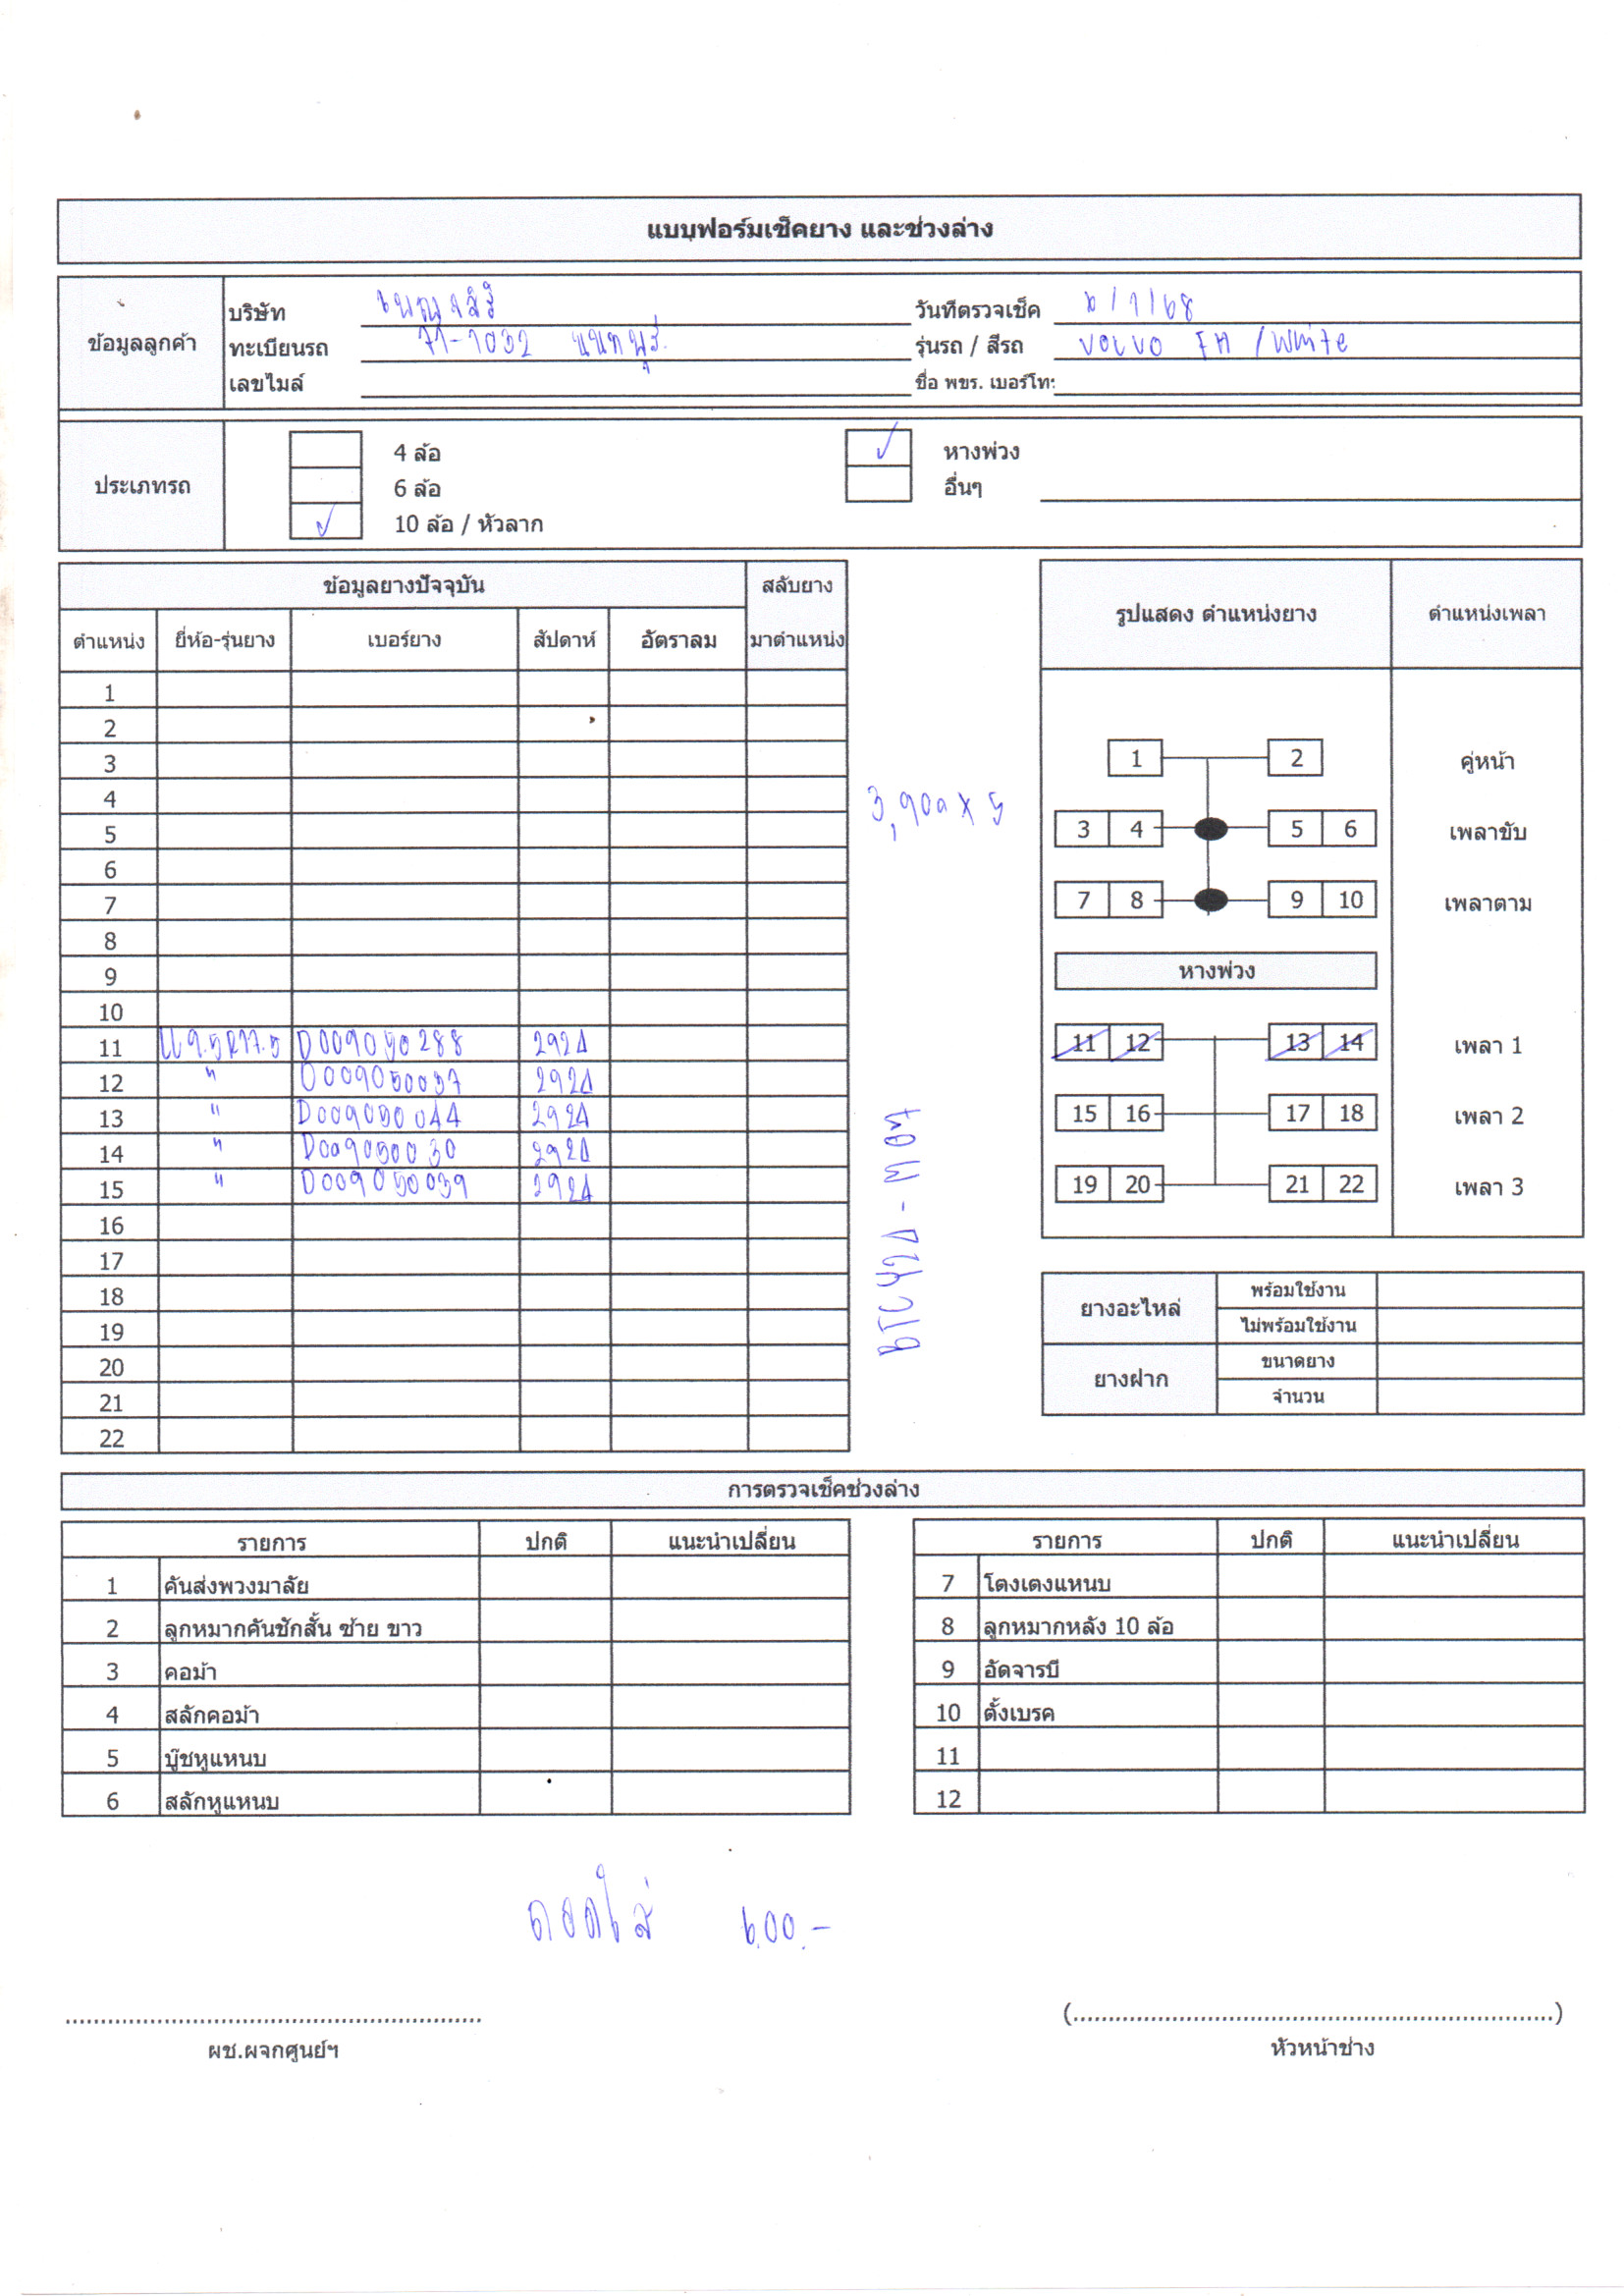 แบบฟอร์มเช็คยาง และช่วงล่าง
ข้อมูลลูกค้า
บริษัท เพ็ญจสิริ วันที่ตรวจเช็ค 6/1/68
ทะเบียนรถ 71-1032 นนทบุรี รุ่นรถ / สีรถ VOLVO FM / White
เลขไมล์ ชื่อ พขร. เบอร์โทร
ประเภทรถ
4 ล้อ หางพ่วง
6 ล้อ อื่นๆ
10 ล้อ / หัวลาก
ข้อมูลยางปัจจุบัน สลับยาง
ตำแหน่ง ยี่ห้อ-รุ่นยาง เบอร์ยาง สัปดาห์ อัตราลม มาตำแหน่ง
1
2
3
4
5
6
7
8
9
10
11 9.5R17.5 D009050288 2924
12 " D009050037 2924
13 " D009050044 2924
14 " D009050030 2924
15 " D009050039 2924
16
17
18
19
20
21
22
3,900 x 5
รูปแสดง ตำแหน่งยาง ตำแหน่งเพลา
1 2 คู่หน้า
3 4 5 6 เพลาขับ
7 8 9 10 เพลาตาม
หางพ่วง
11 12 13 14 เพลา 1
15 16 17 18 เพลา 2
19 20 21 22 เพลา 3
ยางอะไหล่ พร้อมใช้งาน
ไม่พร้อมใช้งาน
ยางฝาก ขนาดยาง
จำนวน
การตรวจเช็คช่วงล่าง
รายการ ปกติ แนะนำเปลี่ยน
1 คันส่งพวงมาลัย
2 ลูกหมากคันชักสั้น ซ้าย ขาว
3 คอม้า
4 สลักคอม้า
5 บู๊ชหูแหนบ
6 สลักหูแหนบ
รายการ ปกติ แนะนำเปลี่ยน
7 โตงเตงแหนบ
8 ลูกหมากหลัง 10 ล้อ
9 อัดจารบี
10 ตั้งเบรค
11
12
ถอดใส่ 600.-
ผช.ผจกศูนย์ฯ
(..........)
หัวหน้าช่าง